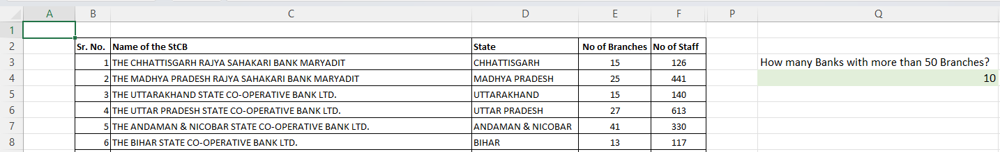 A B C D E F P Q
1
2 Sr. No. Name of the StCB State No of Branches No of Staff
3 1 THE CHHATTISGARH RAJYA SAHAKARI BANK MARYADIT CHHATTISGARH 15 126 How many Banks with more than 50 Branches?
4 2 THE MADHYA PRADESH RAJYA SAHAKARI BANK MARYADIT MADHYA PRADESH 25 441 10
5 3 THE UTTARAKHAND STATE CO-OPERATIVE BANK LTD. UTTARAKHAND 15 140
6 4 THE UTTAR PRADESH STATE CO-OPERATIVE BANK LTD. UTTAR PRADESH 27 613
7 5 THE ANDAMAN & NICOBAR STATE CO-OPERATIVE BANK LTD. ANDAMAN & NICOBAR 41 330
8 6 THE BIHAR STATE CO-OPERATIVE BANK LTD. BIHAR 13 117